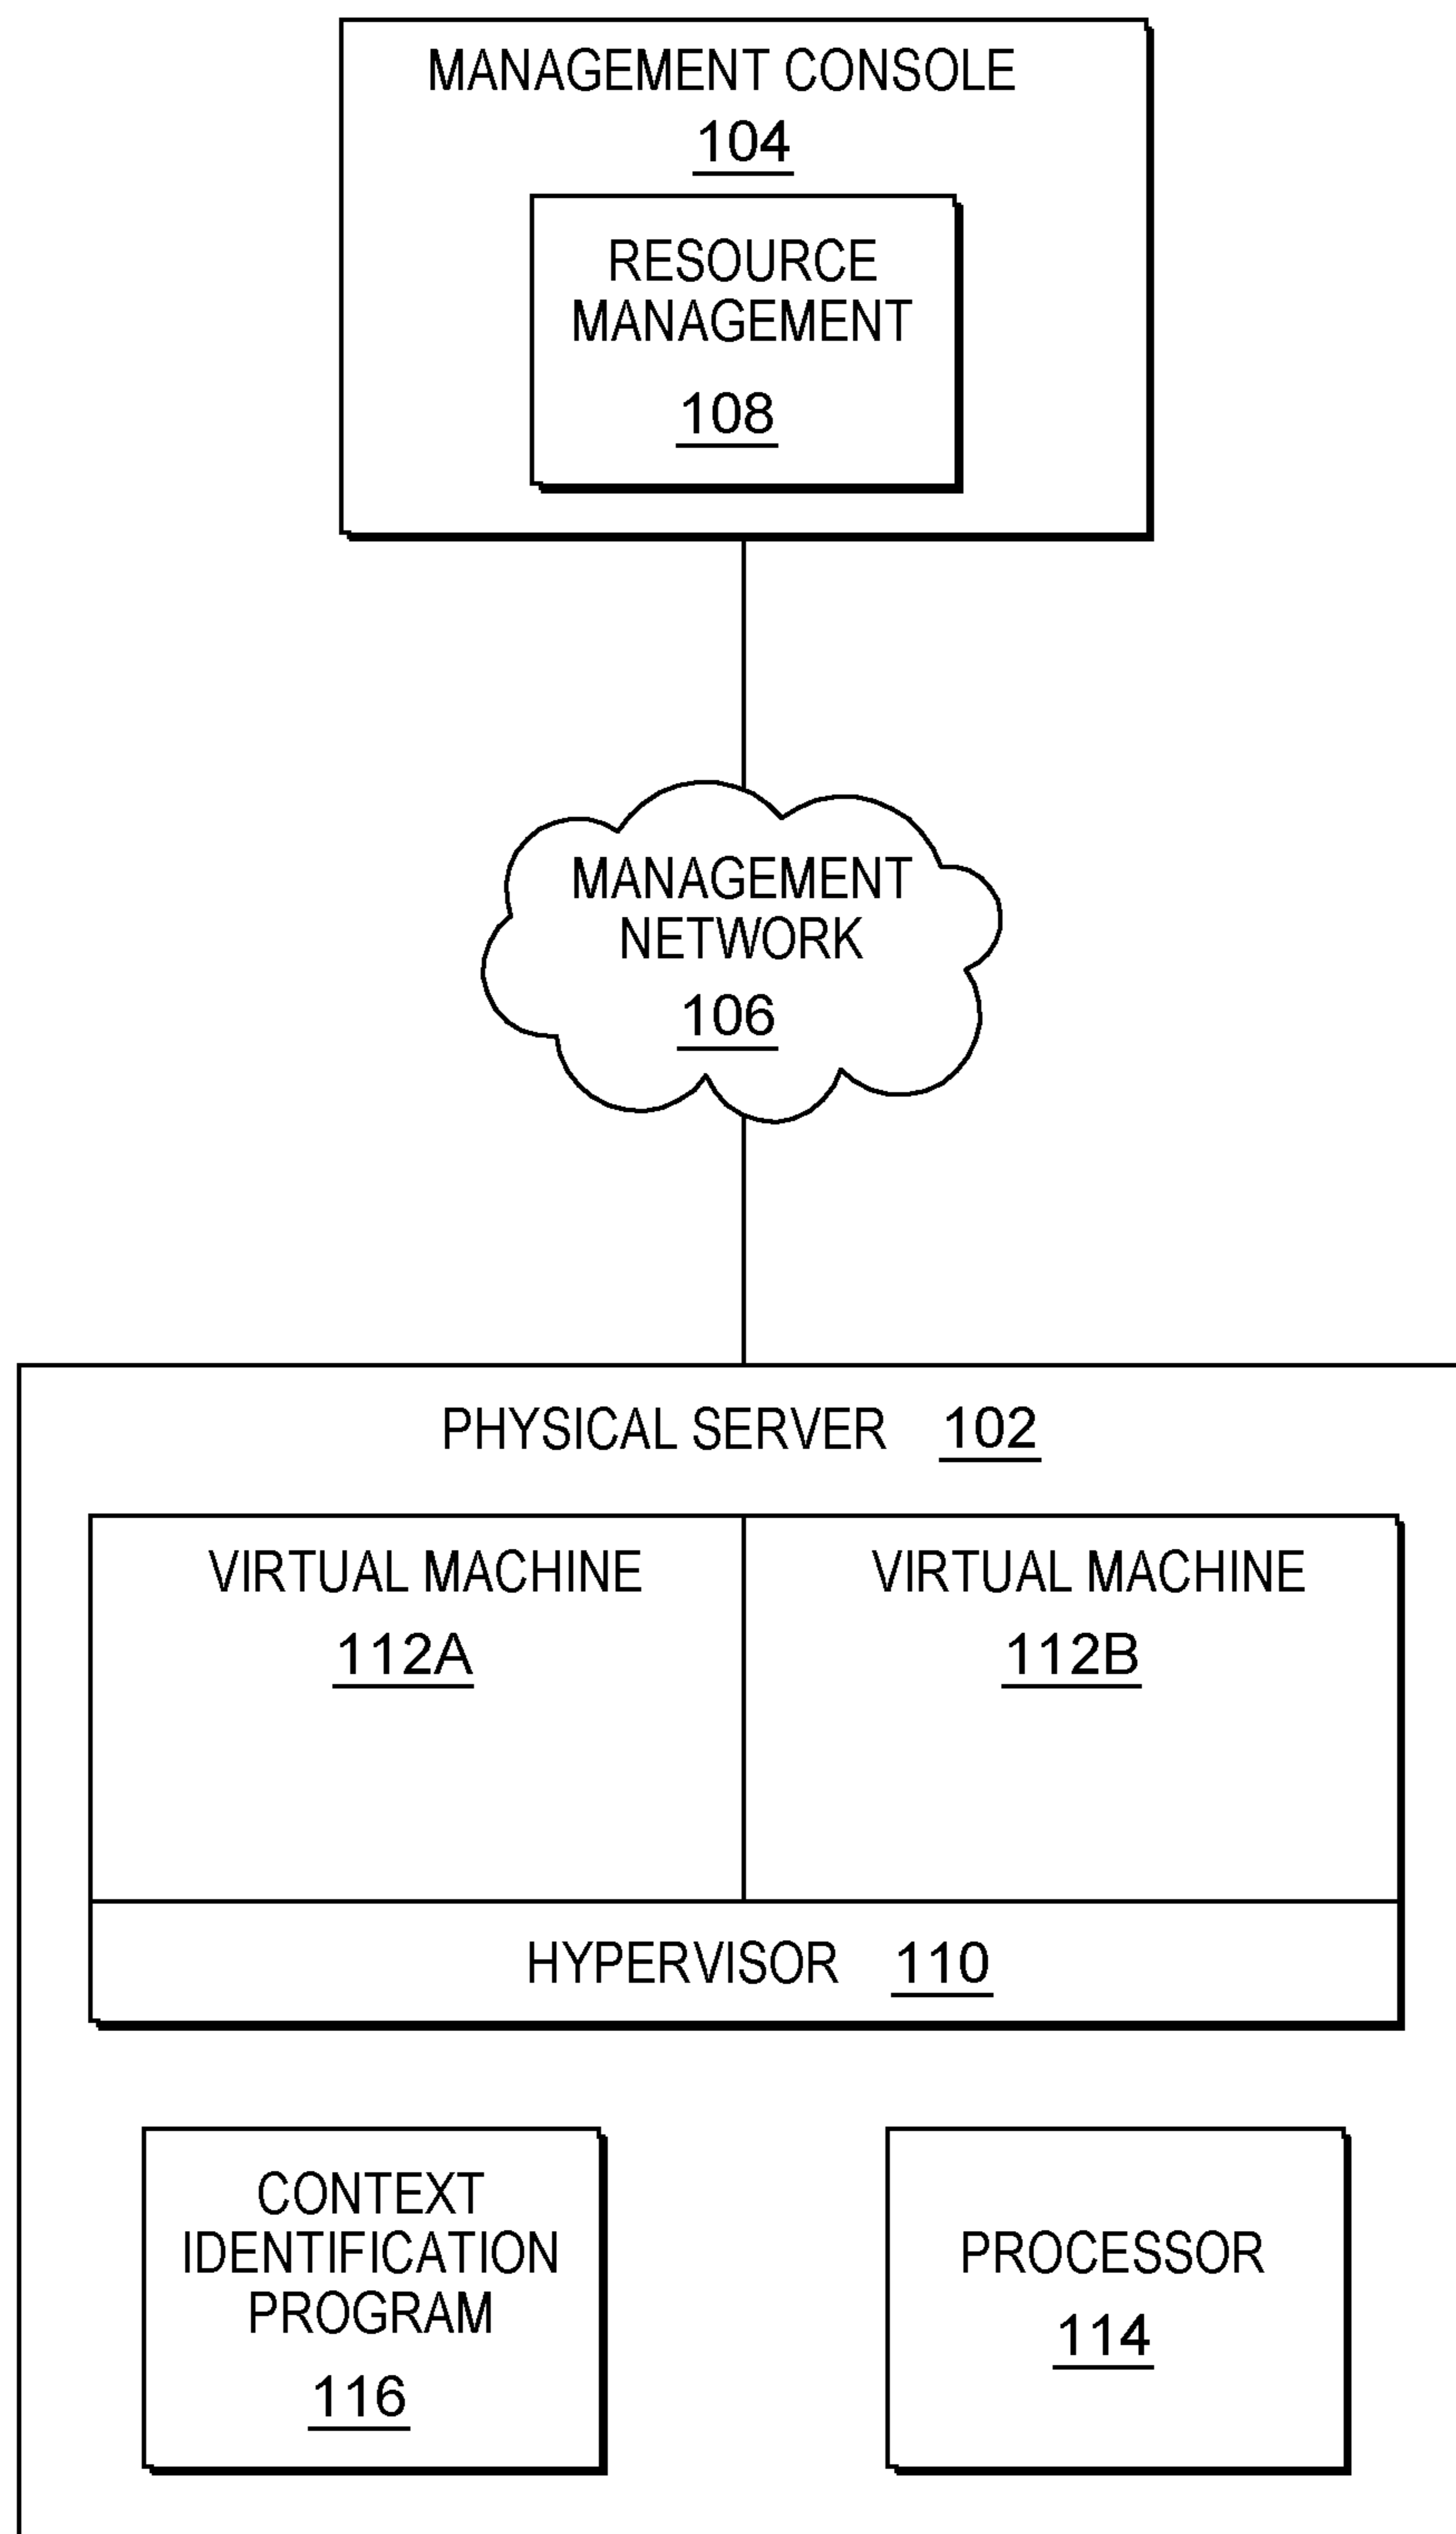 MANAGEMENT CONSOLE
104
RESOURCE
MANAGEMENT
108
MANAGEMENT
NETWORK
106
PHYSICAL SERVER 102
VIRTUAL MACHINE
112A
VIRTUAL MACHINE
112B
HYPERVISOR 110
CONTEXT
IDENTIFICATION
PROGRAM
116
PROCESSOR
114